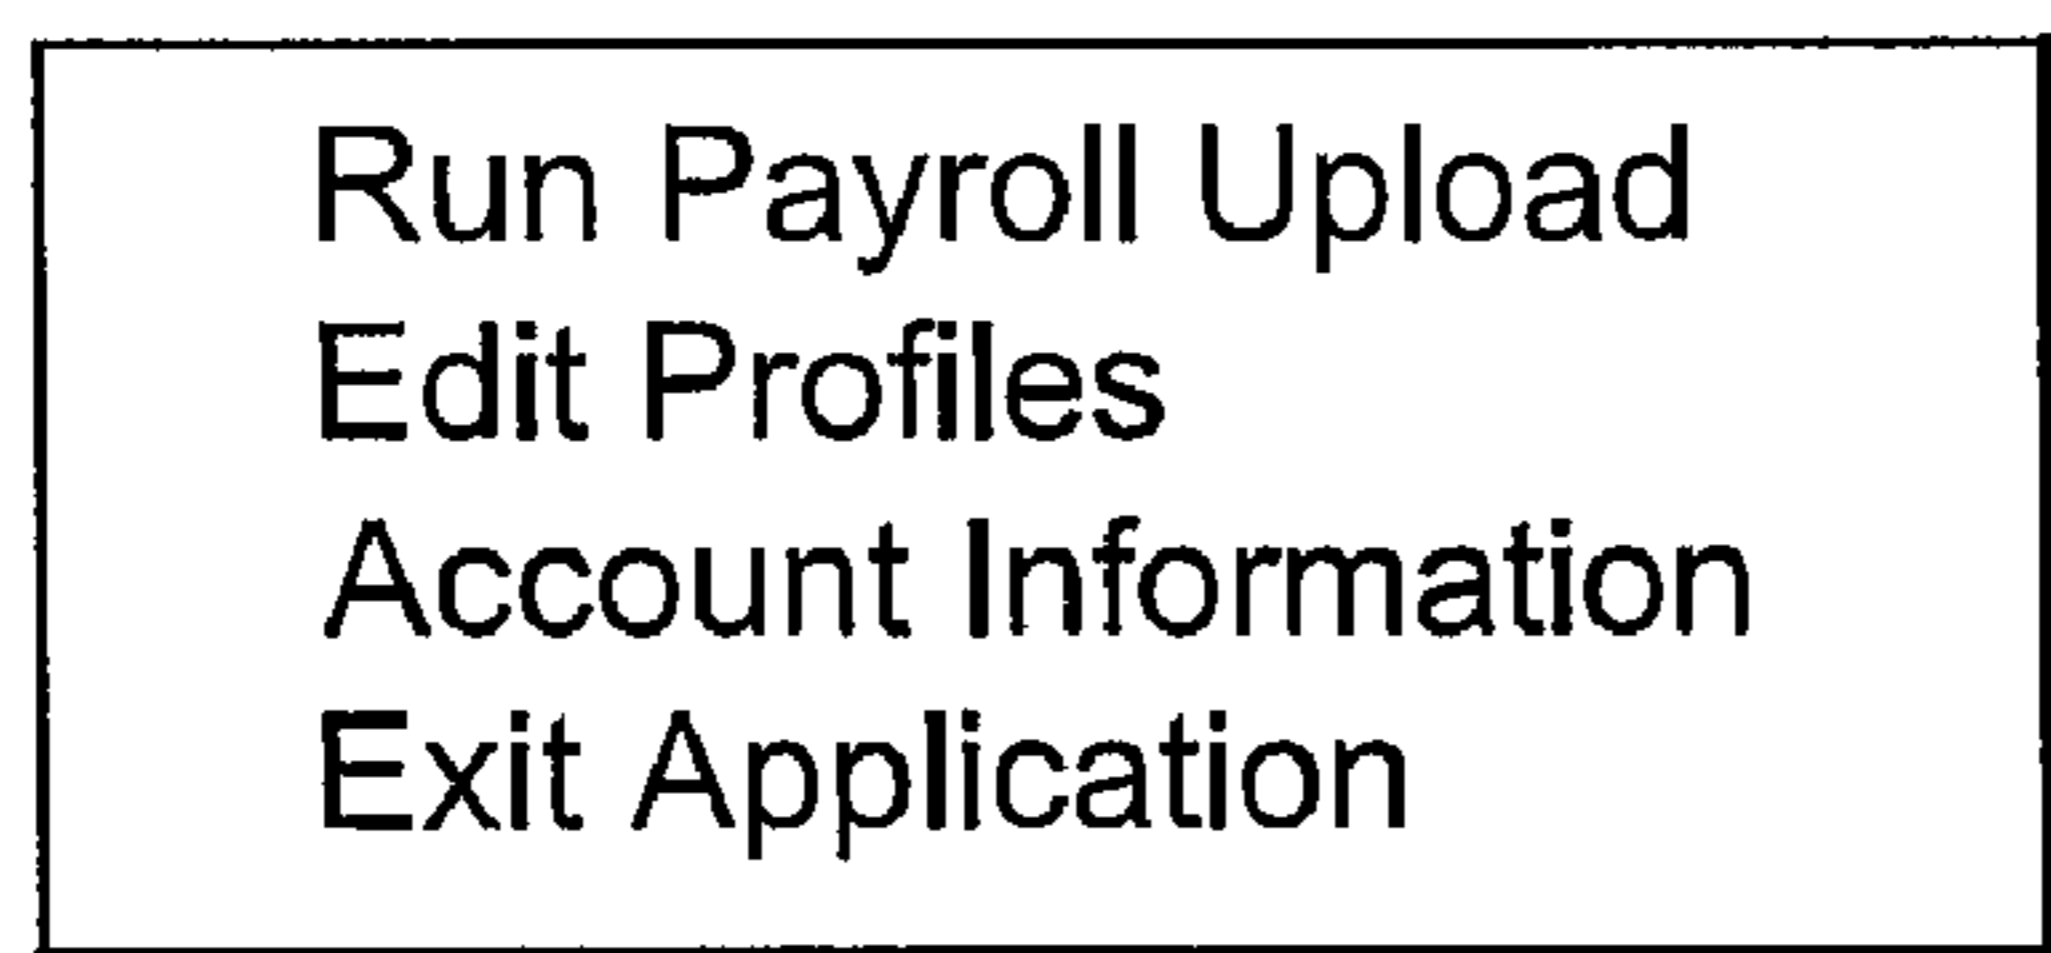 Run Payroll Upload
Edit Profiles
Account Information
Exit Application